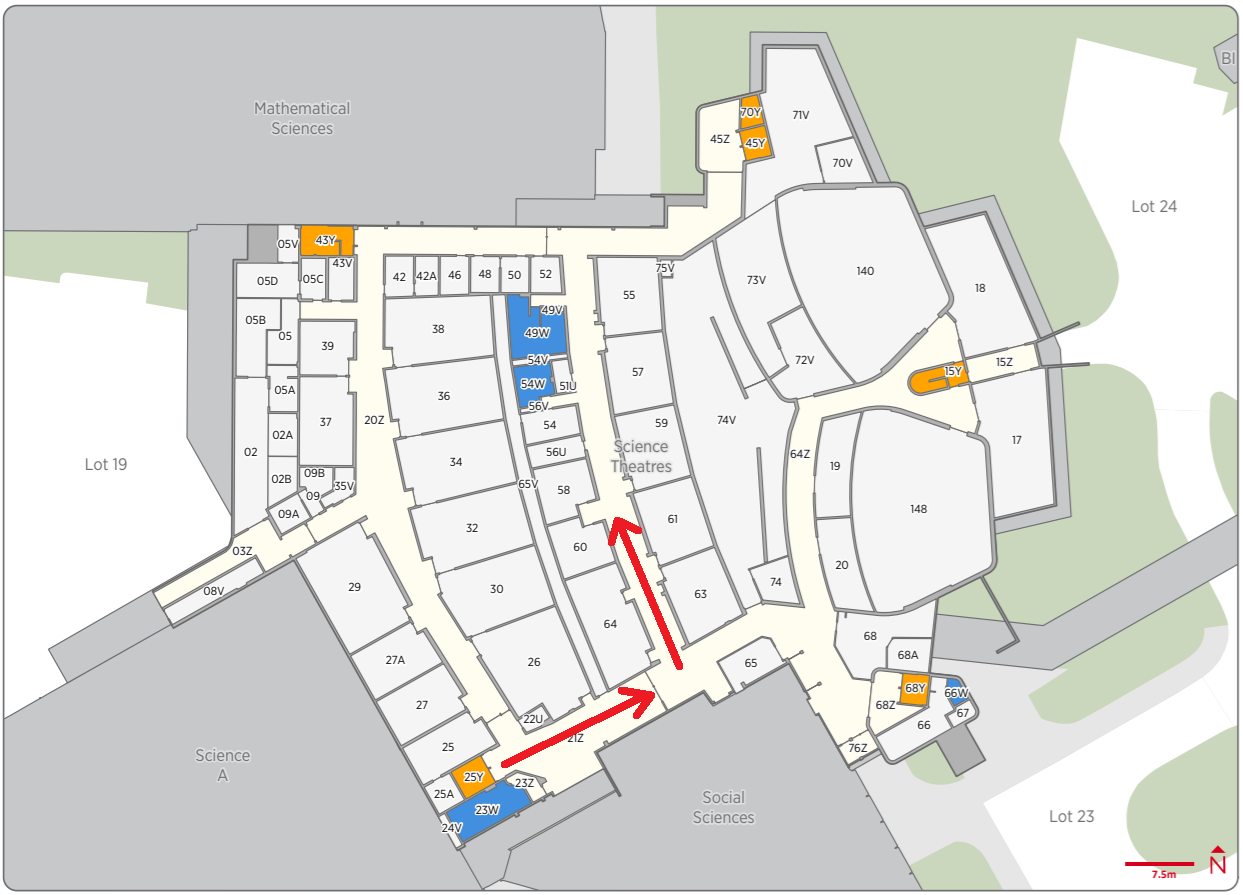 Mathematical
Sciences
BI
70Y
71V
45Z
45Y
70V
Lot 24
05V
43Y
43V
05D
05C
42
42A
46
48
50
52
75V
55
73V
140
18
05B
05
39
38
49V
49W
54V
54W
51U
56V
57
72V
15Y
15Z
05A
36
20Z
37
02A
54
59
74V
Science
Theatres
64Z
19
17
Lot 19
02
02B
09B
35V
09
09A
34
56U
65V
58
32
60
61
148
03Z
08V
29
30
64
63
74
20
27A
26
65
68
68A
27
22U
21Z
68Y
68Z
66W
67
66
76Z
25
25Y
25A
23Z
23W
24V
Science
A
Social
Sciences
Lot 23
N
7.5m